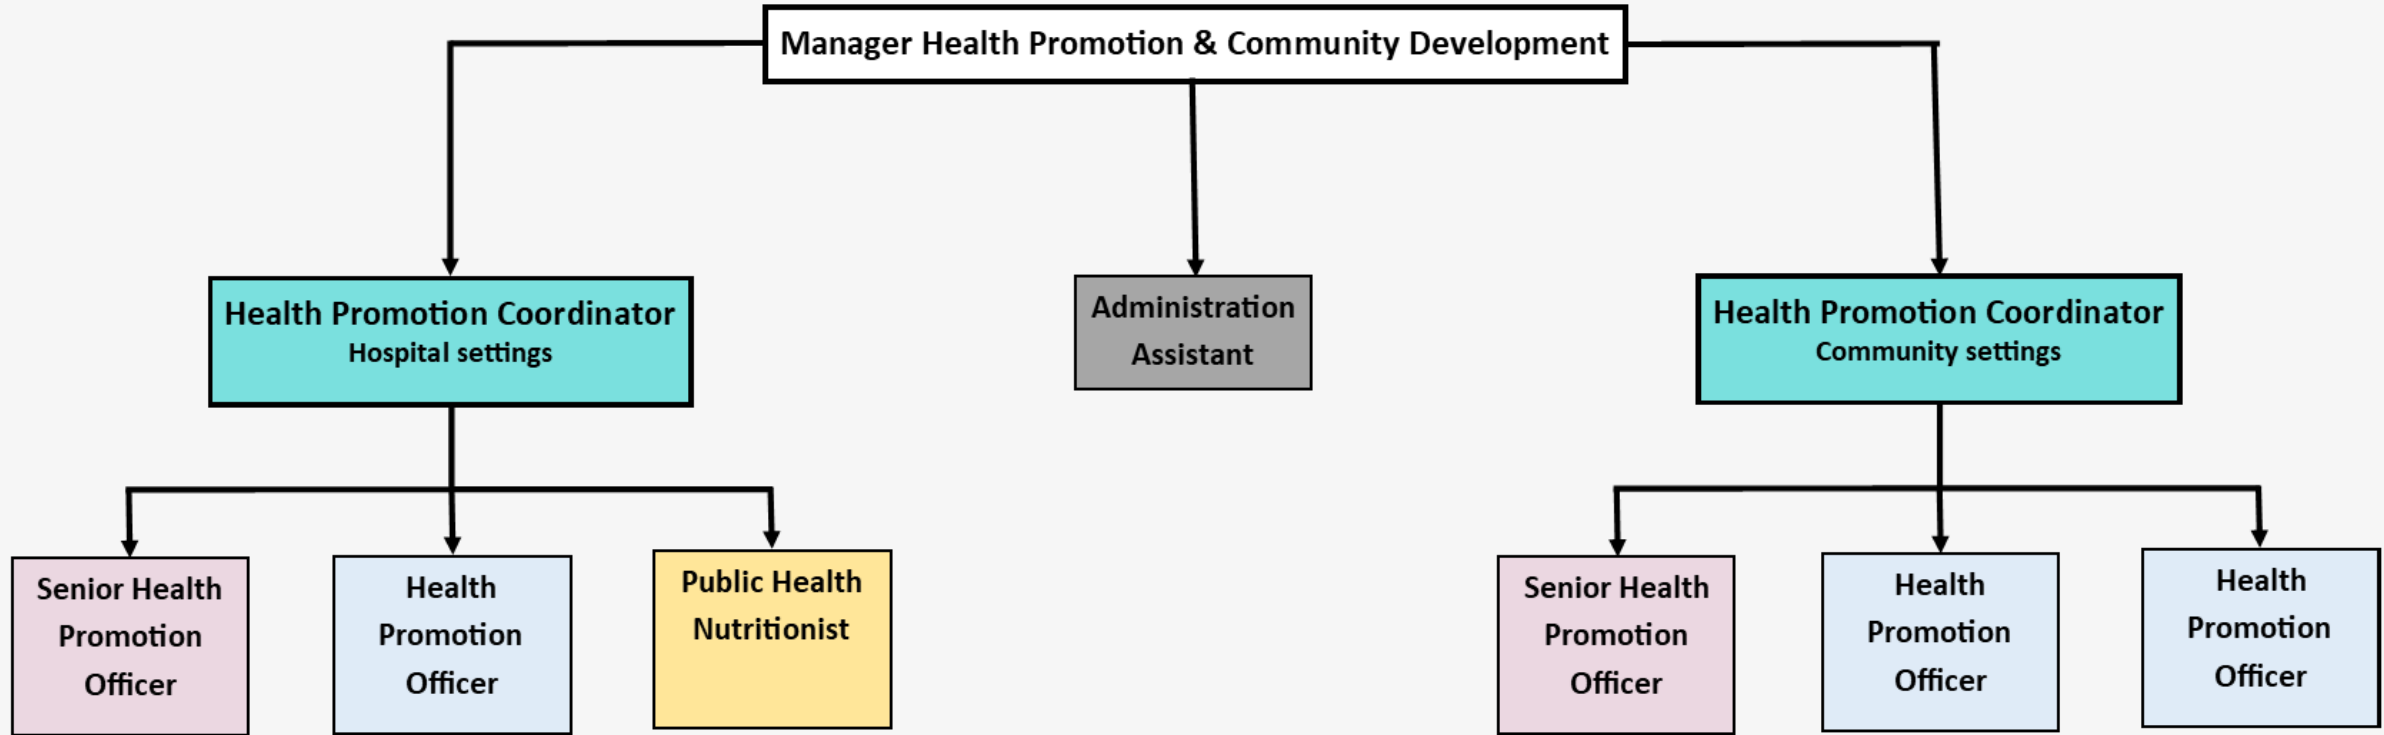 Manager Health Promotion & Community Development
Health Promotion Coordinator
Hospital settings
Administration
Assistant
Health Promotion Coordinator
Community settings
Senior Health
Promotion
Officer
Health
Promotion
Officer
Public Health
Nutritionist
Senior Health
Promotion
Officer
Health
Promotion
Officer
Health
Promotion
Officer